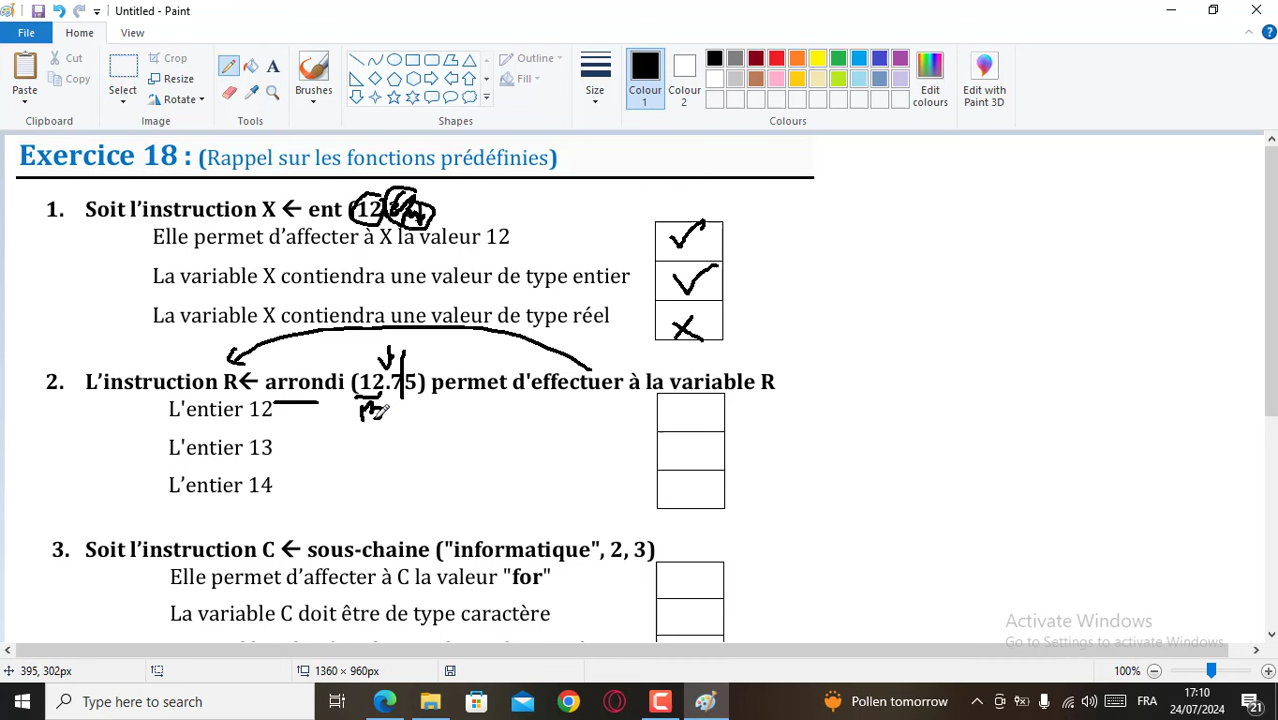 Untitled - Paint
File Home View
Paste Cut Copy Clipboard
Select Crop Resize Rotate Image
Tools
Brushes
Outline Fill Shapes
Size
Colour 1 Colour 2 Edit colours Colours
Edit with Paint 3D
Exercice 18 : (Rappel sur les fonctions prédéfinies)
1. Soit l’instruction X ← ent (12
Elle permet d’affecter à X la valeur 12
La variable X contiendra une valeur de type entier
La variable X contiendra une valeur de type réel
2. L’instruction R← arrondi (12.75) permet d'effectuer à la variable R
L'entier 12
L'entier 13
L’entier 14
3. Soit l’instruction C ← sous-chaine ("informatique", 2, 3)
Elle permet d’affecter à C la valeur "for"
La variable C doit être de type caractère
Activate Windows
Go to Settings to activate Windows.
395, 302px 1360 × 960px 100%
Type here to search Pollen tomorrow FRA 17:10
24/07/2024 21